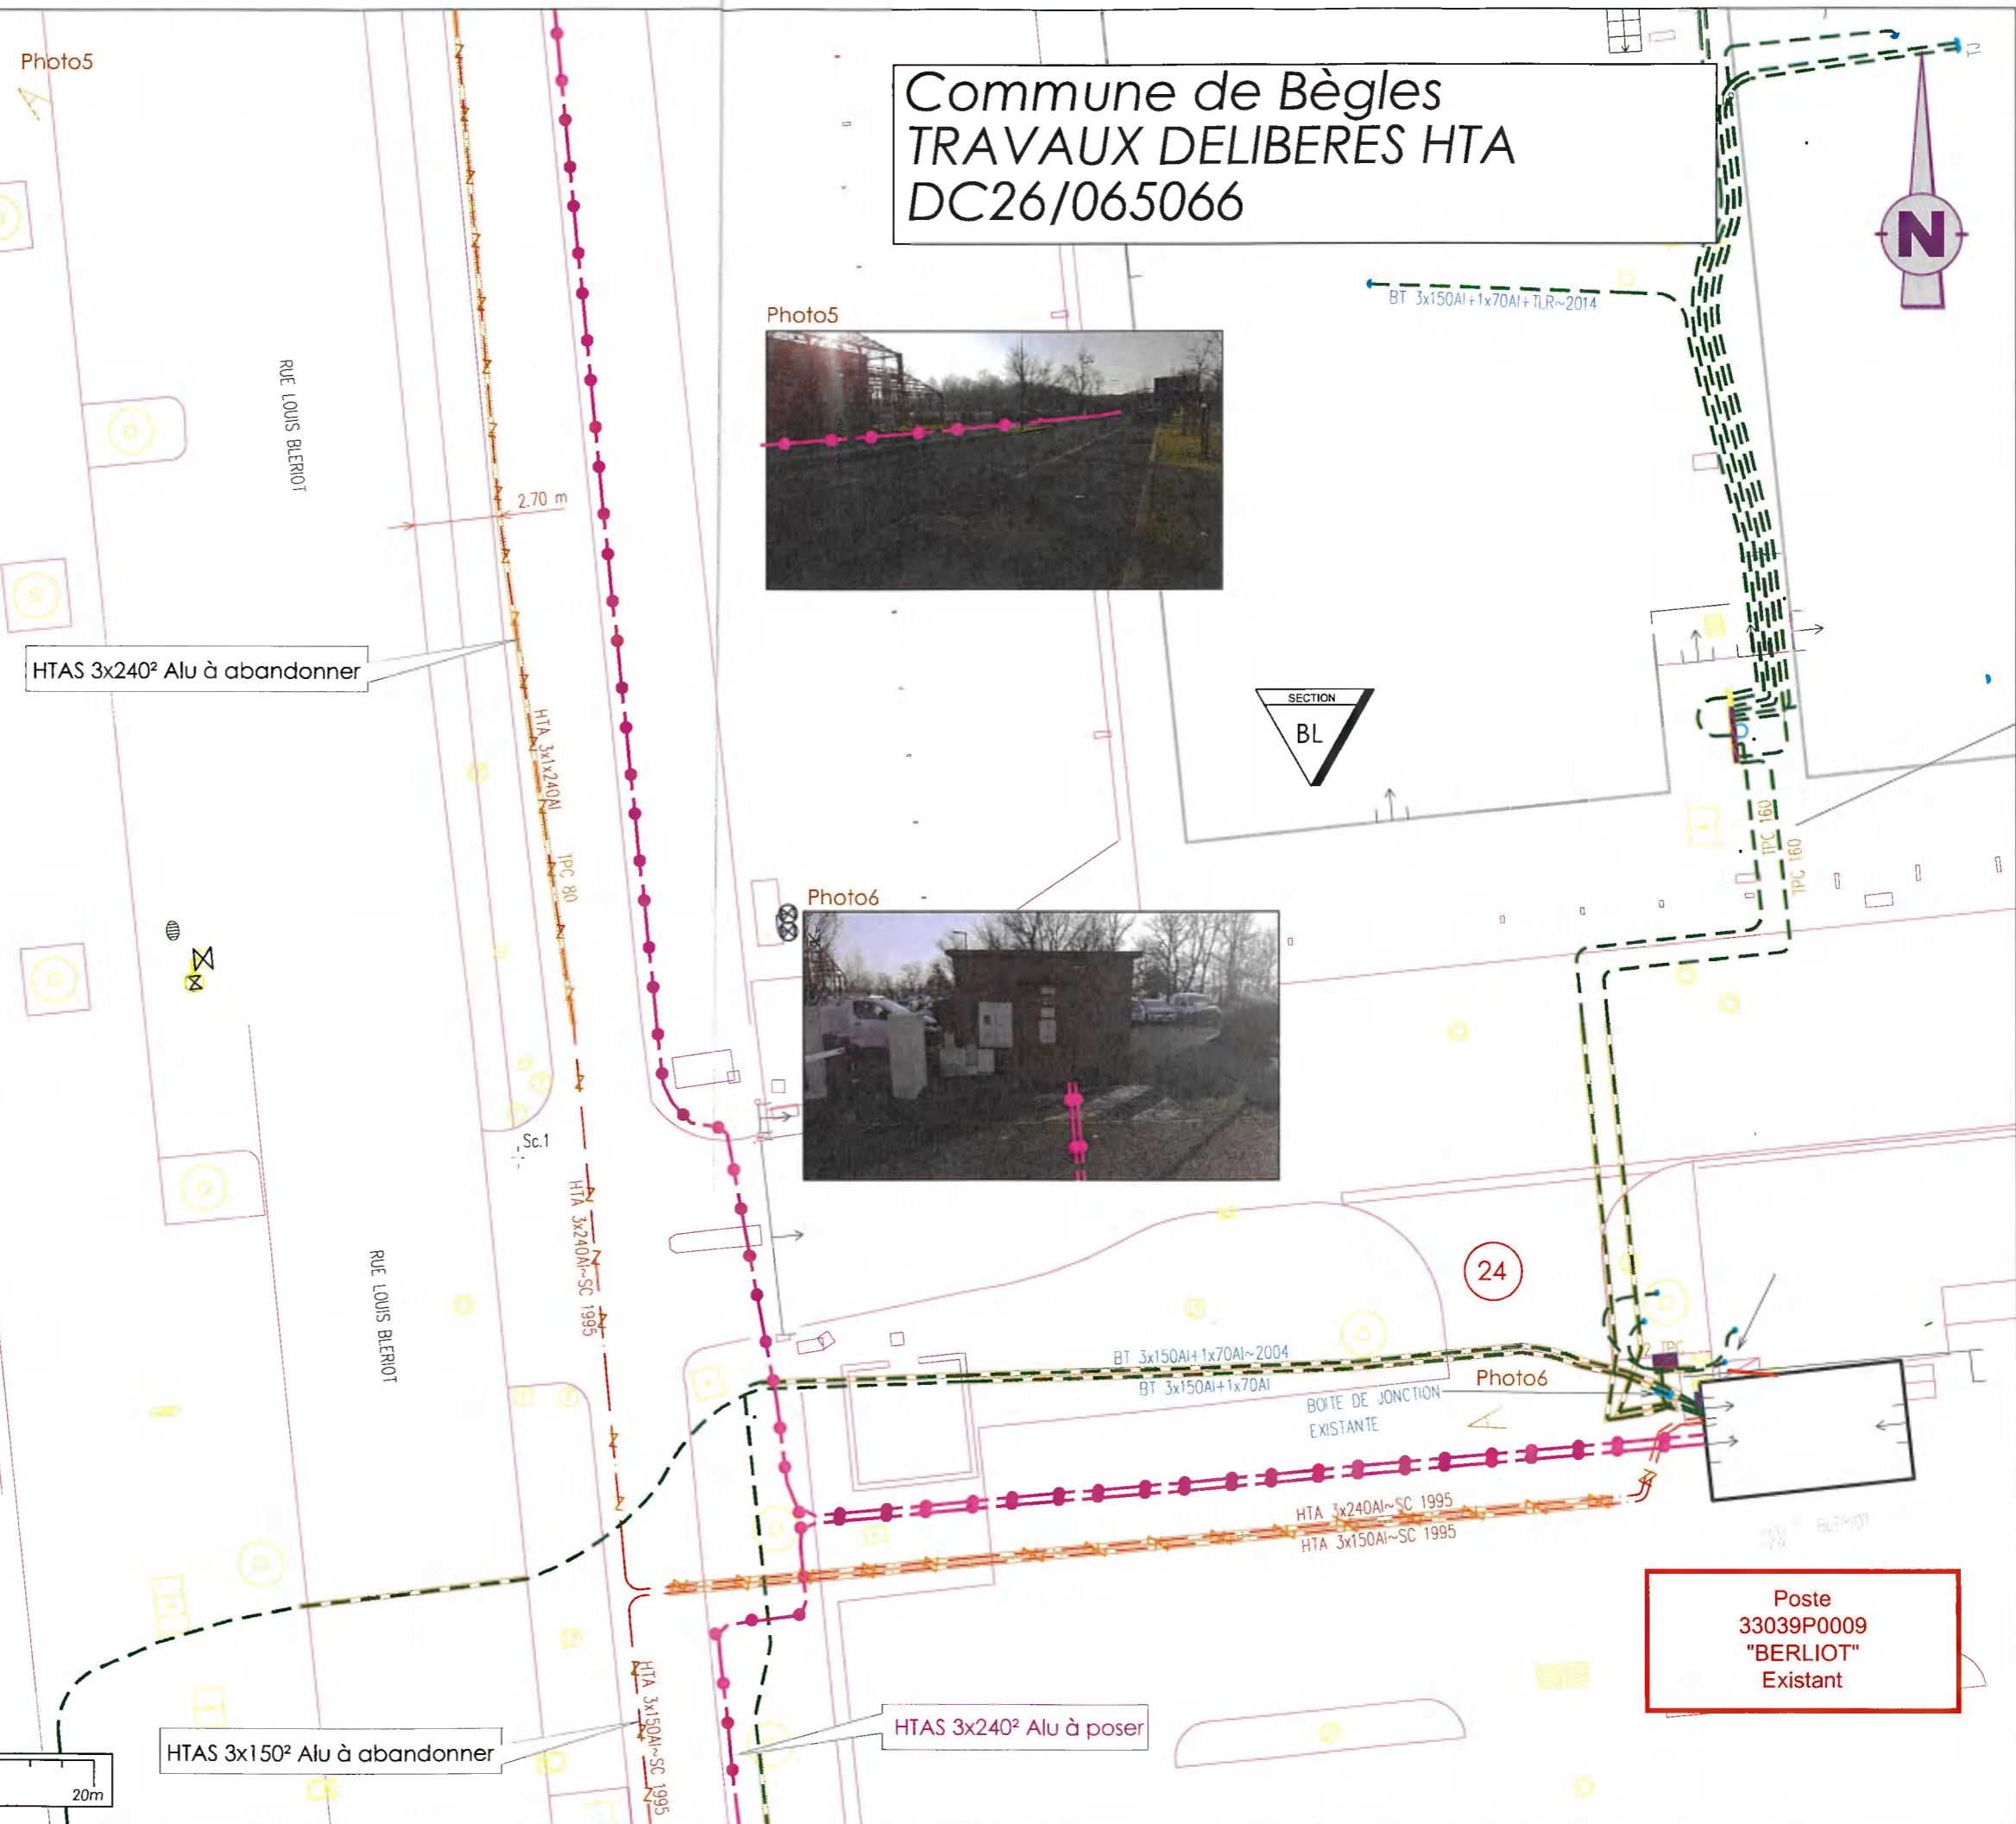 Photo5
Commune de Bègles
TRAVAUX DELIBERES HTA
DC26/065066
N
BT 3x150Al+1x70Al+TLR~2014
Photo5
RUE LOUIS BLERIOT
2.70 m
HTAS 3x240² Alu à abandonner
SECTION
BL
HTA 3x1x240Al
TPC 80
TPC 160
TPC 160
Photo6
Sc.1
HTA 3x240Al~SC 1995
RUE LOUIS BLERIOT
24
BT 3x150Al+1x70Al~2004
BT 3x150Al+1x70Al
2 TPC
Photo6
BOITE DE JONCTION
EXISTANTE
HTA 3x240Al~SC 1995
HTA 3x150Al~SC 1995
Poste
33039P0009
"BERLIOT"
Existant
HTA 3x150Al~SC 1995
HTAS 3x240² Alu à poser
HTAS 3x150² Alu à abandonner
20m